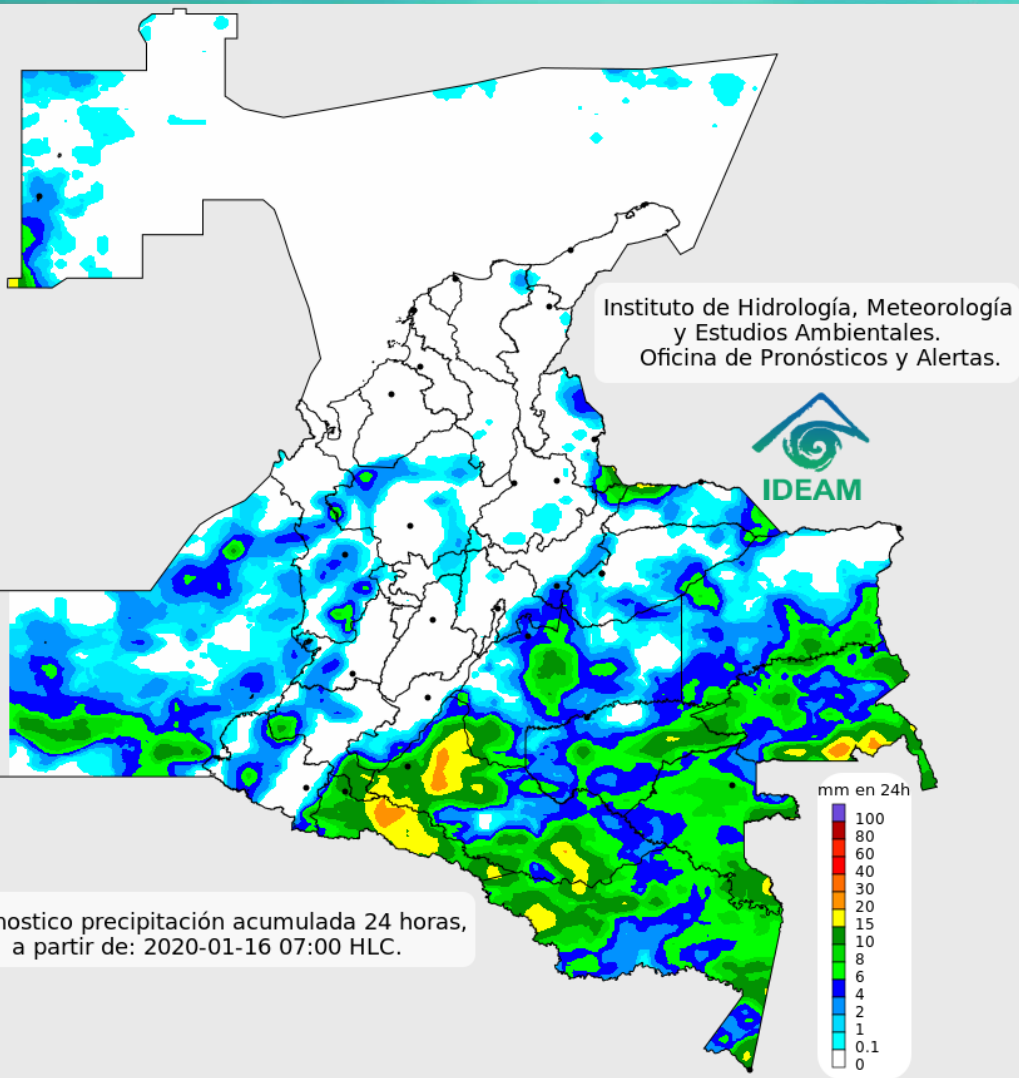 Instituto de Hidrología, Meteorología
y Estudios Ambientales.
Oficina de Pronósticos y Alertas.
IDEAM
mm en 24h
100
80
60
40
30
20
15
10
8
6
4
2
1
0.1
0
nostico precipitación acumulada 24 horas,
a partir de: 2020-01-16 07:00 HLC.